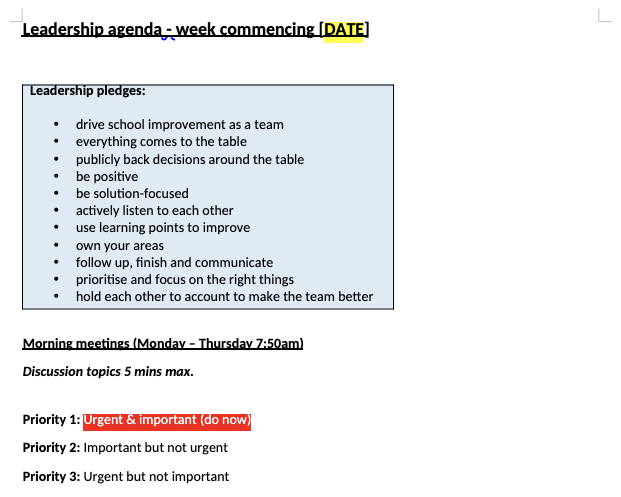 Leadership agenda - week commencing [DATE]
Leadership pledges:
• drive school improvement as a team
• everything comes to the table
• publicly back decisions around the table
• be positive
• be solution-focused
• actively listen to each other
• use learning points to improve
• own your areas
• follow up, finish and communicate
• prioritise and focus on the right things
• hold each other to account to make the team better
Morning meetings (Monday – Thursday 7:50am)
Discussion topics 5 mins max.
Priority 1: Urgent & important (do now)
Priority 2: Important but not urgent
Priority 3: Urgent but not important